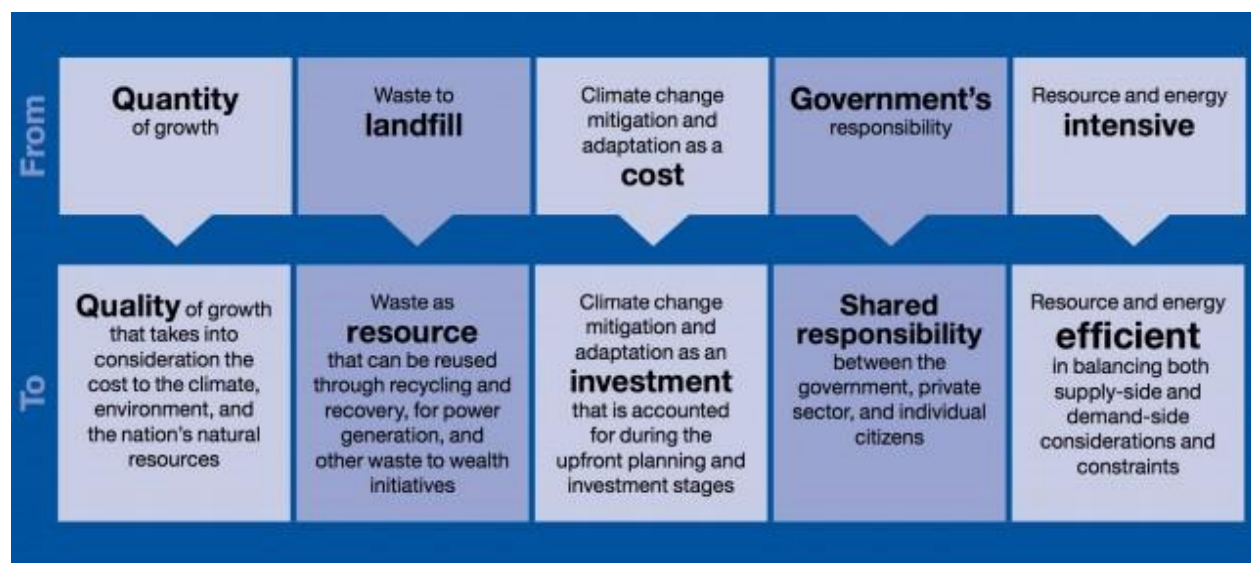 From
Quantity
of growth
Waste to
landfill
Climate change
mitigation and
adaptation as a
cost
Government's
responsibility
Resource and energy
intensive
To
Quality of growth
that takes into
consideration the
cost to the climate,
environment, and
the nation's natural
resources
Waste as
resource
that can be reused
through recycling and
recovery, for power
generation, and
other waste to wealth
initiatives
Climate change
mitigation and
adaptation as an
investment
that is accounted
for during the
upfront planning and
investment stages
Shared
responsibility
between the
government, private
sector, and individual
citizens
Resource and energy
efficient
in balancing both
supply-side and
demand-side
considerations and
constraints